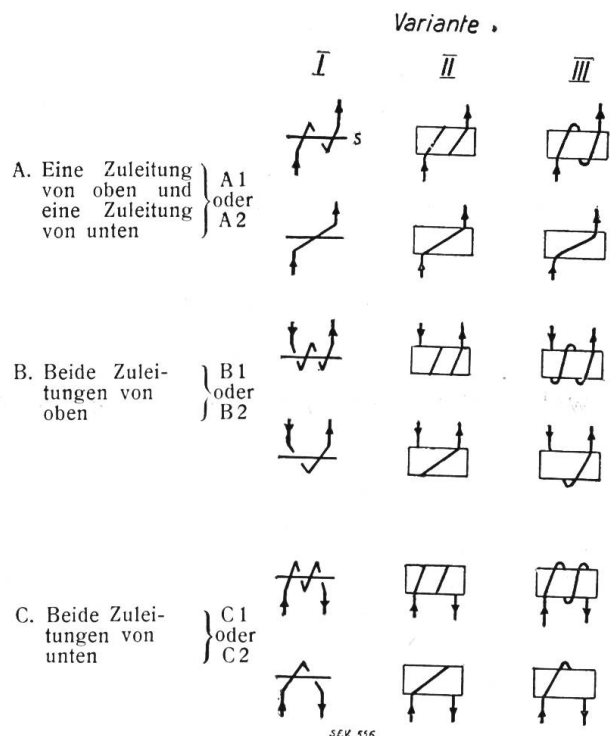 Variante .
I II III
S
A. Eine Zuleitung
von oben und
eine Zuleitung
von unten
A 1
oder
A 2
B. Beide Zulei-
tungen von
oben
B 1
oder
B 2
C. Beide Zulei-
tungen von
unten
C 1
oder
C 2
SEV 556